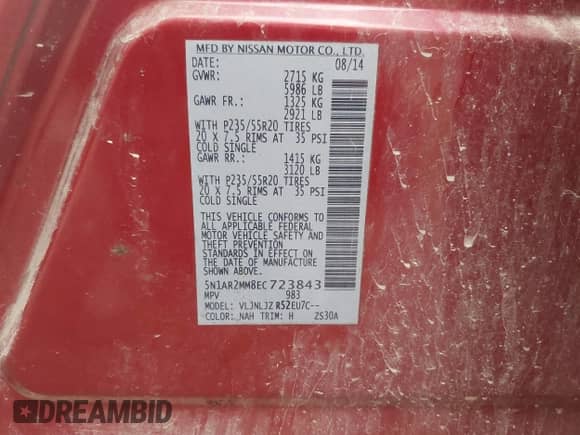 MFD BY NISSAN MOTOR CO., LTD.
DATE: 08/14
GVWR: 2715 KG
5986 LB
GAWR FR.: 1325 KG
2921 LB
WITH P235/55R20 TIRES
20 X 7.5 RIMS AT 35 PSI
COLD SINGLE
GAWR RR.: 1415 KG
3120 LB
WITH P235/55R20 TIRES
20 X 7.5 RIMS AT 35 PSI
COLD SINGLE
THIS VEHICLE CONFORMS TO
ALL APPLICABLE FEDERAL
MOTOR VEHICLE SAFETY AND
THEFT PREVENTION
STANDARDS IN EFFECT ON
THE DATE OF MANUFACTURE
SHOWN ABOVE.
5N1AR2MM8EC723843
MPV 983
MODEL: VLJNLJZ R52EU7C--
COLOR: NAH TRIM: H ZS30A
DREAMBID